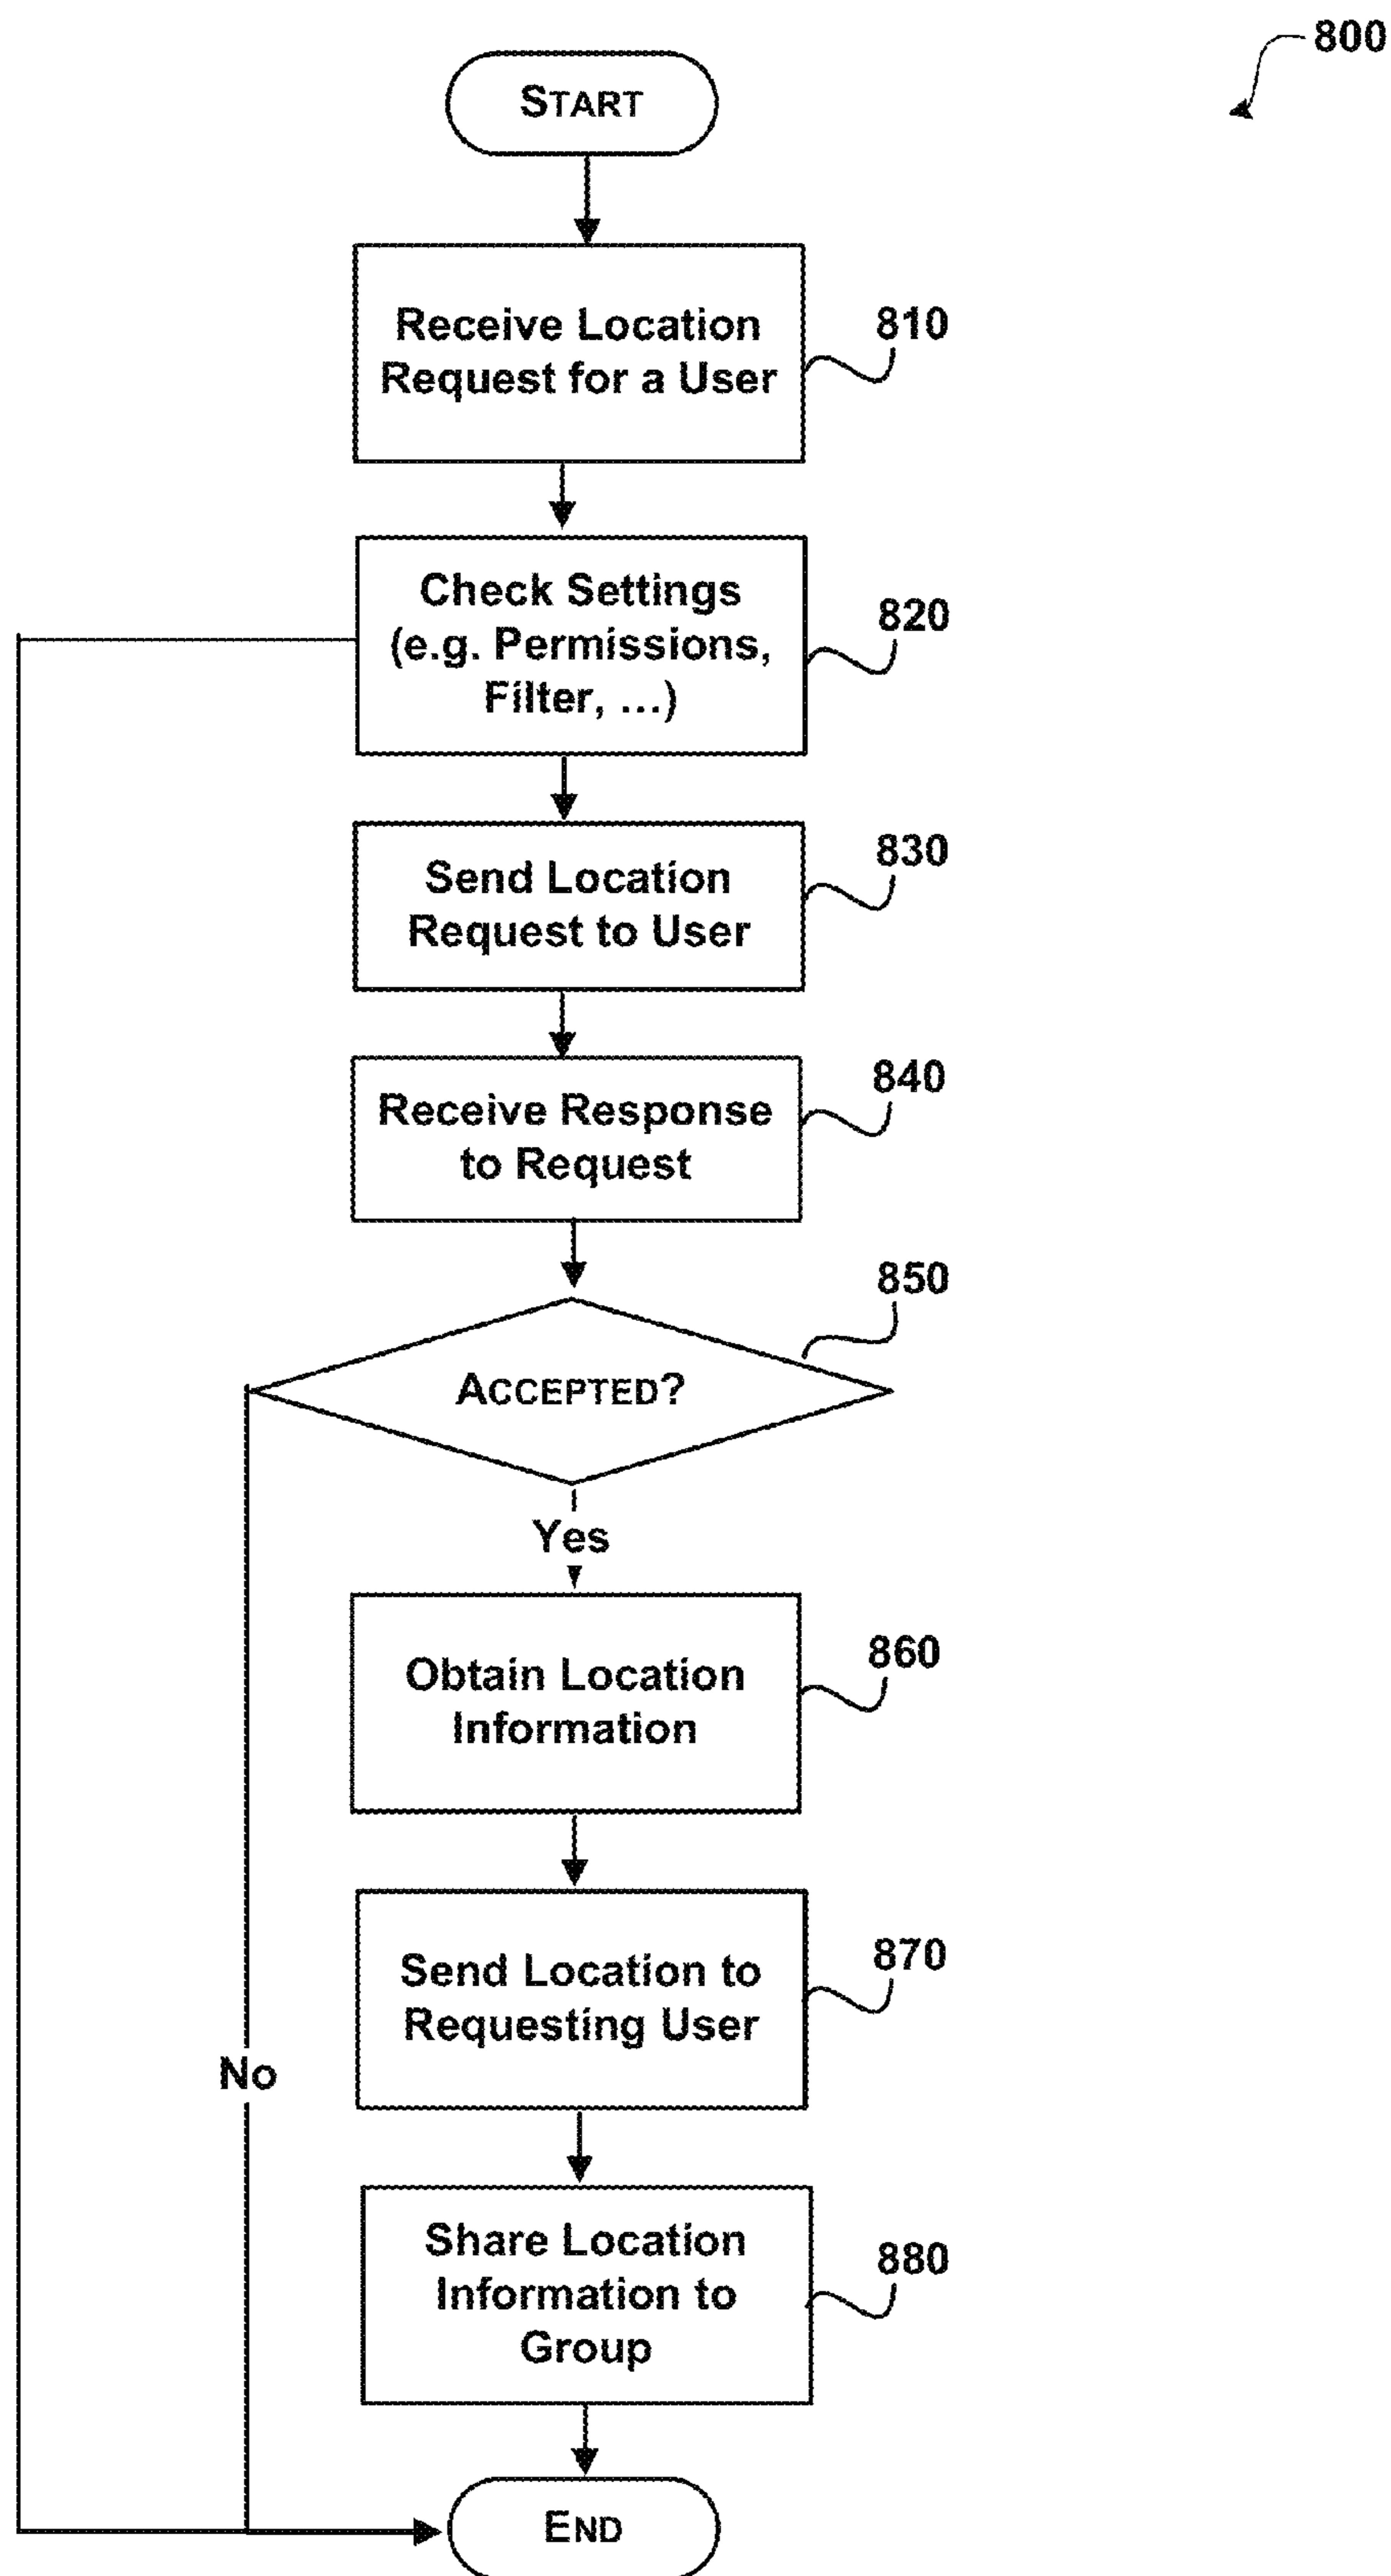 800
START
Receive Location
Request for a User
810
Check Settings
(e.g. Permissions,
Filter, ...)
820
Send Location
Request to User
830
Receive Response
to Request
840
ACCEPTED?
850
Yes
Obtain Location
Information
860
Send Location to
Requesting User
870
No
Share Location
Information to
Group
880
END